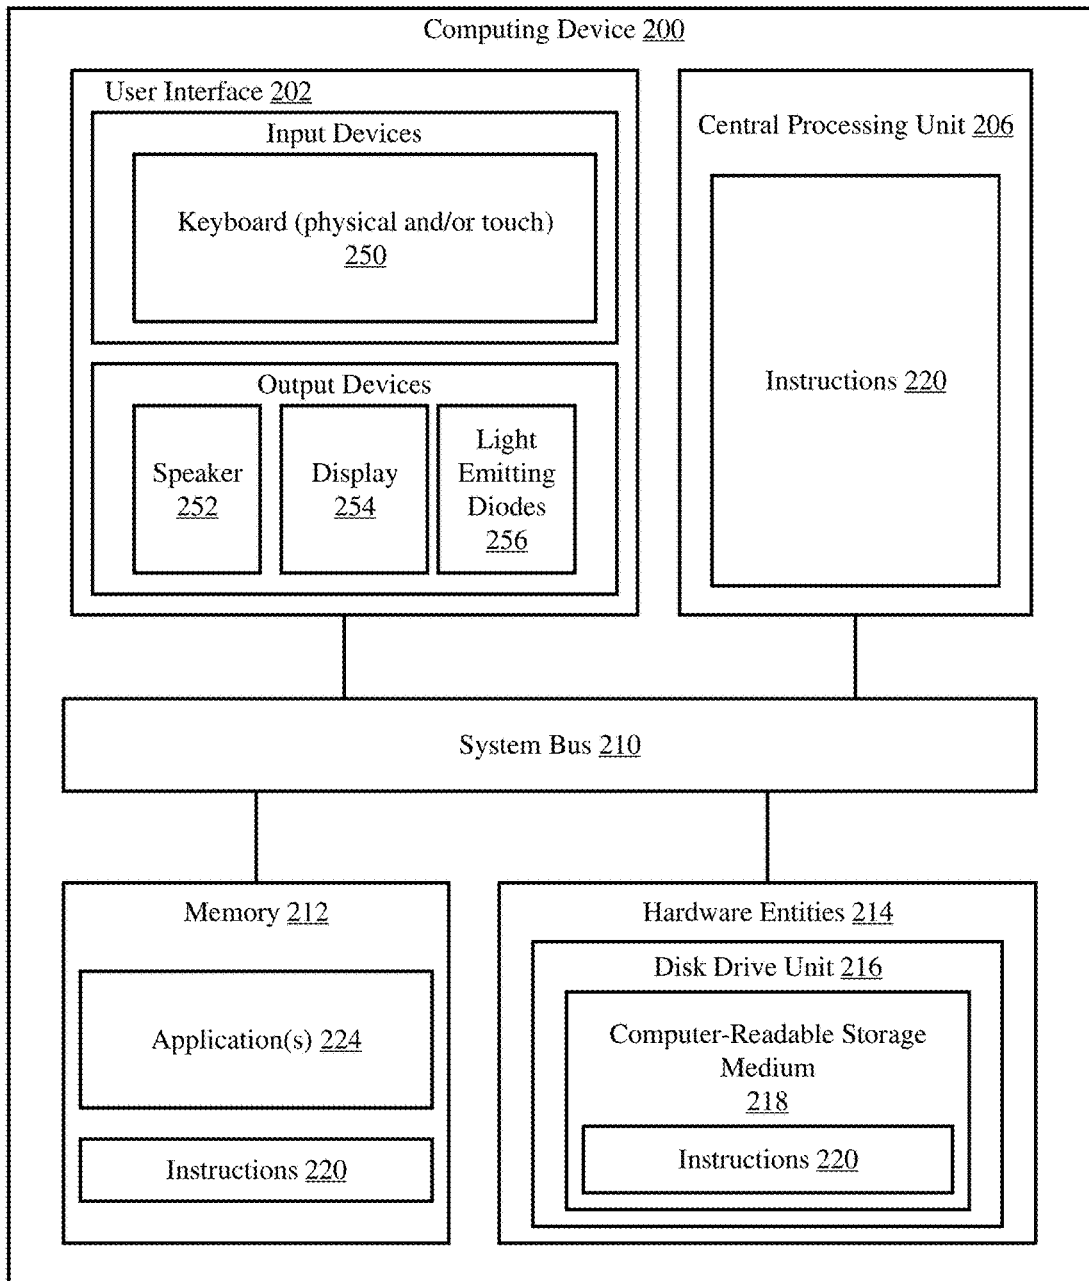 Computing Device 200
User Interface 202
Input Devices
Keyboard (physical and/or touch)
250
Output Devices
Speaker
252
Display
254
Light
Emitting
Diodes
256
Central Processing Unit 206
Instructions 220
System Bus 210
Memory 212
Application(s) 224
Instructions 220
Hardware Entities 214
Disk Drive Unit 216
Computer-Readable Storage
Medium
218
Instructions 220